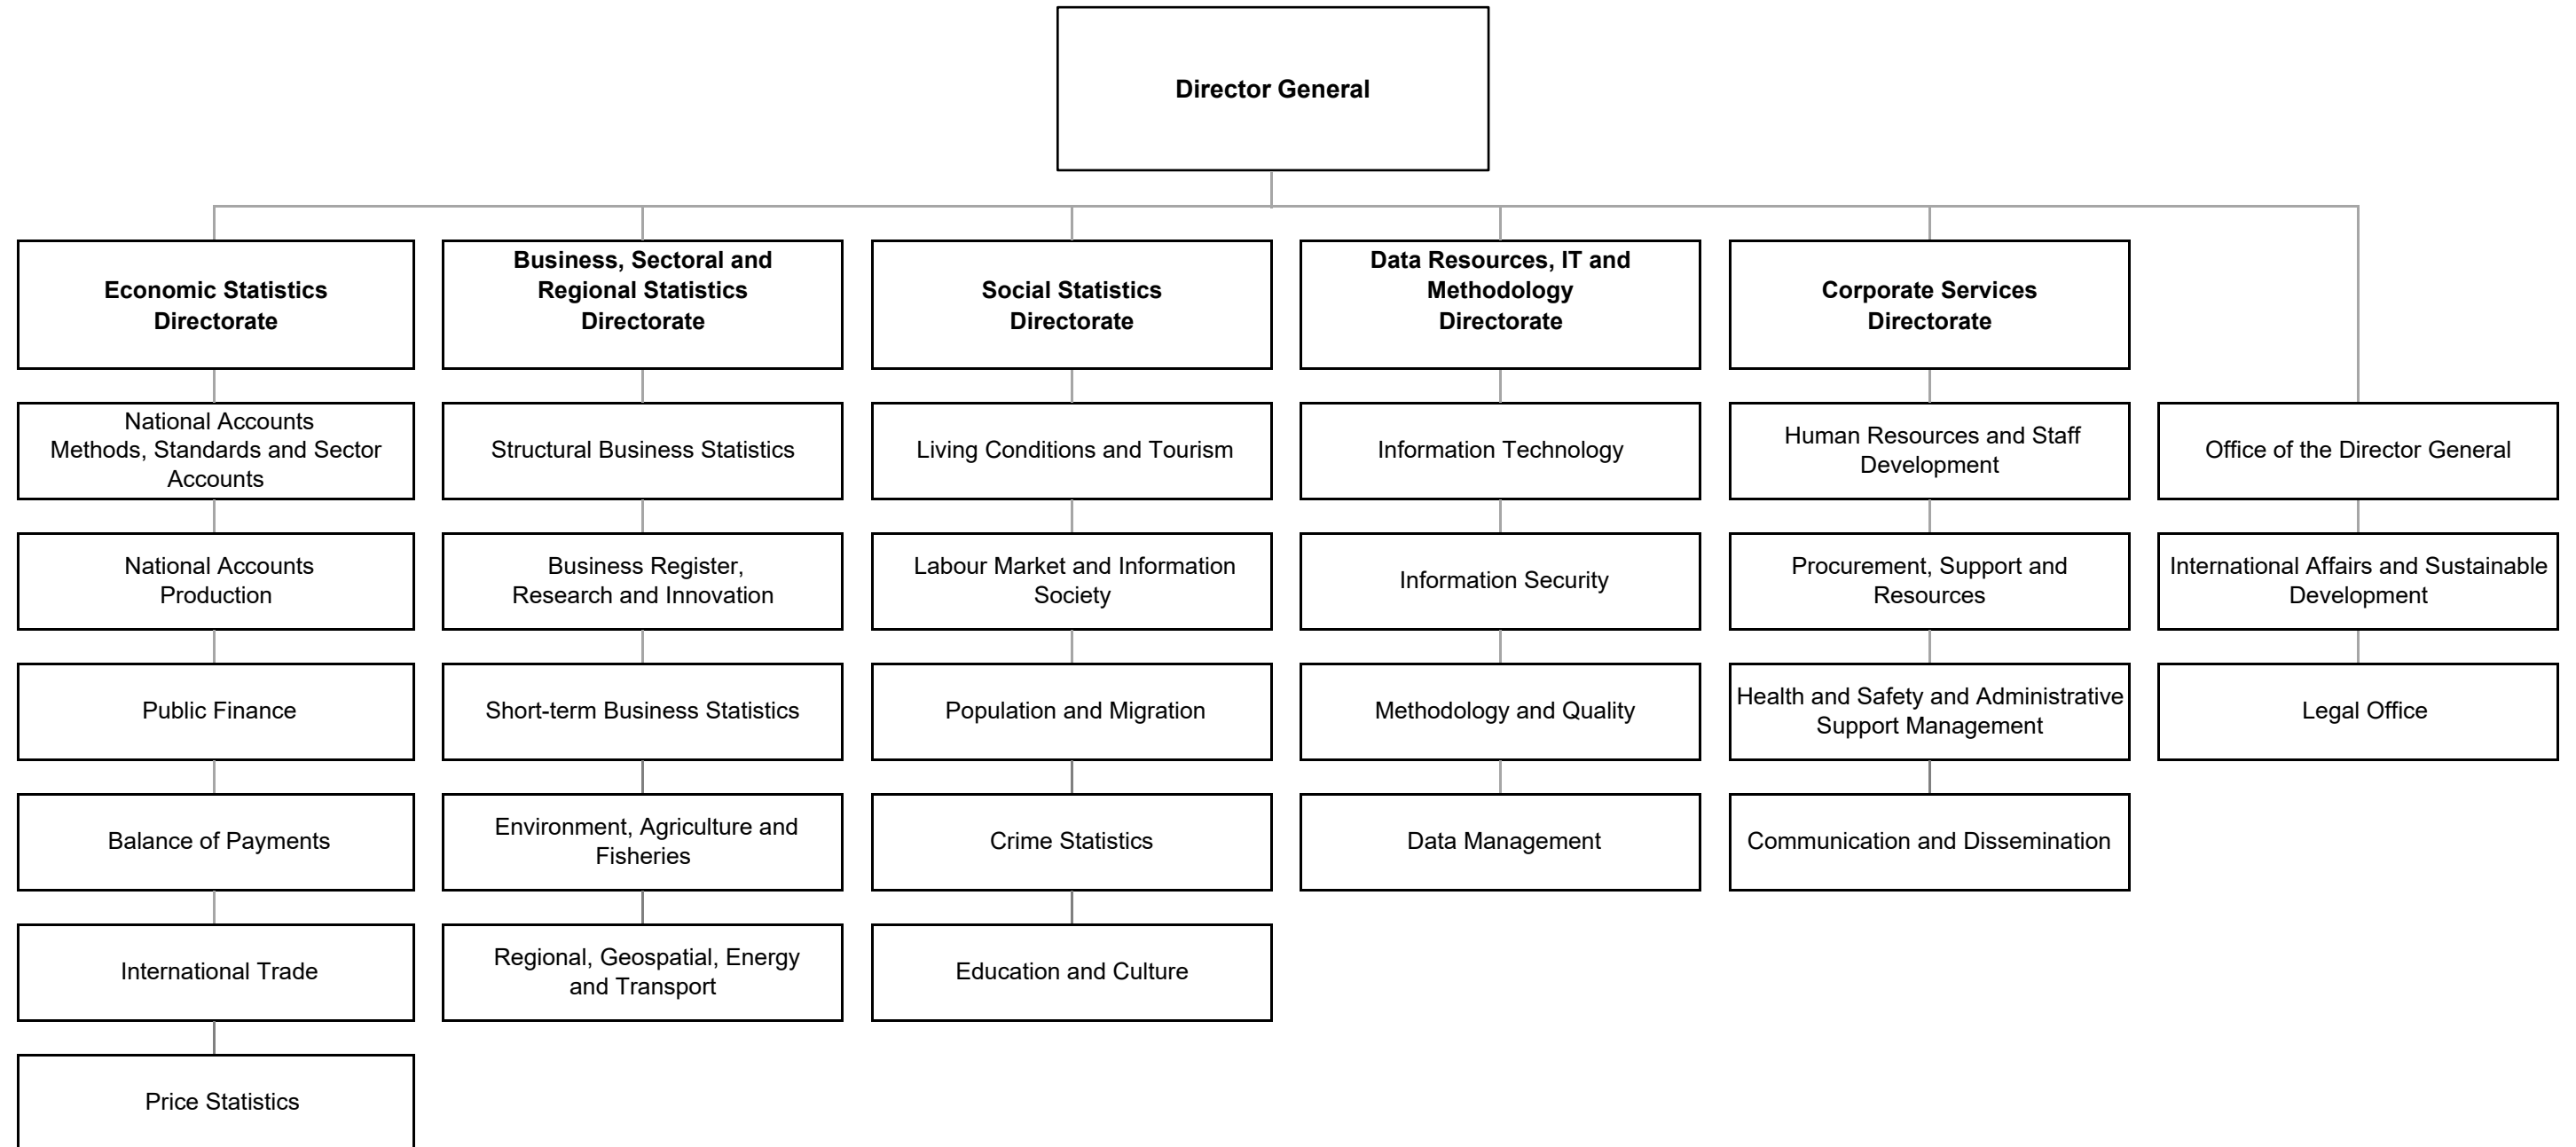 Director General
Economic Statistics
Directorate
Business, Sectoral and
Regional Statistics
Directorate
Social Statistics
Directorate
Data Resources, IT and
Methodology
Directorate
Corporate Services
Directorate
National Accounts
Methods, Standards and Sector
Accounts
Structural Business Statistics
Living Conditions and Tourism
Information Technology
Human Resources and Staff
Development
Office of the Director General
National Accounts
Production
Business Register,
Research and Innovation
Labour Market and Information
Society
Information Security
Procurement, Support and
Resources
International Affairs and Sustainable
Development
Public Finance
Short-term Business Statistics
Population and Migration
Methodology and Quality
Health and Safety and Administrative
Support Management
Legal Office
Balance of Payments
Environment, Agriculture and
Fisheries
Crime Statistics
Data Management
Communication and Dissemination
International Trade
Regional, Geospatial, Energy
and Transport
Education and Culture
Price Statistics